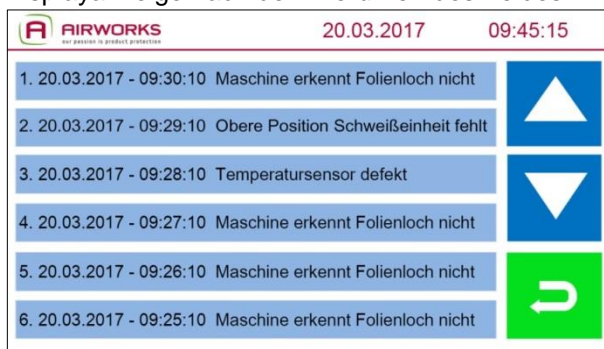 AIRWORKS
our passion is product protection
20.03.2017 09:45:15
1. 20.03.2017 - 09:30:10 Maschine erkennt Folienloch nicht
2. 20.03.2017 - 09:29:10 Obere Position Schweißeinheit fehlt
3. 20.03.2017 - 09:28:10 Temperatursensor defekt
4. 20.03.2017 - 09:27:10 Maschine erkennt Folienloch nicht
5. 20.03.2017 - 09:26:10 Maschine erkennt Folienloch nicht
6. 20.03.2017 - 09:25:10 Maschine erkennt Folienloch nicht